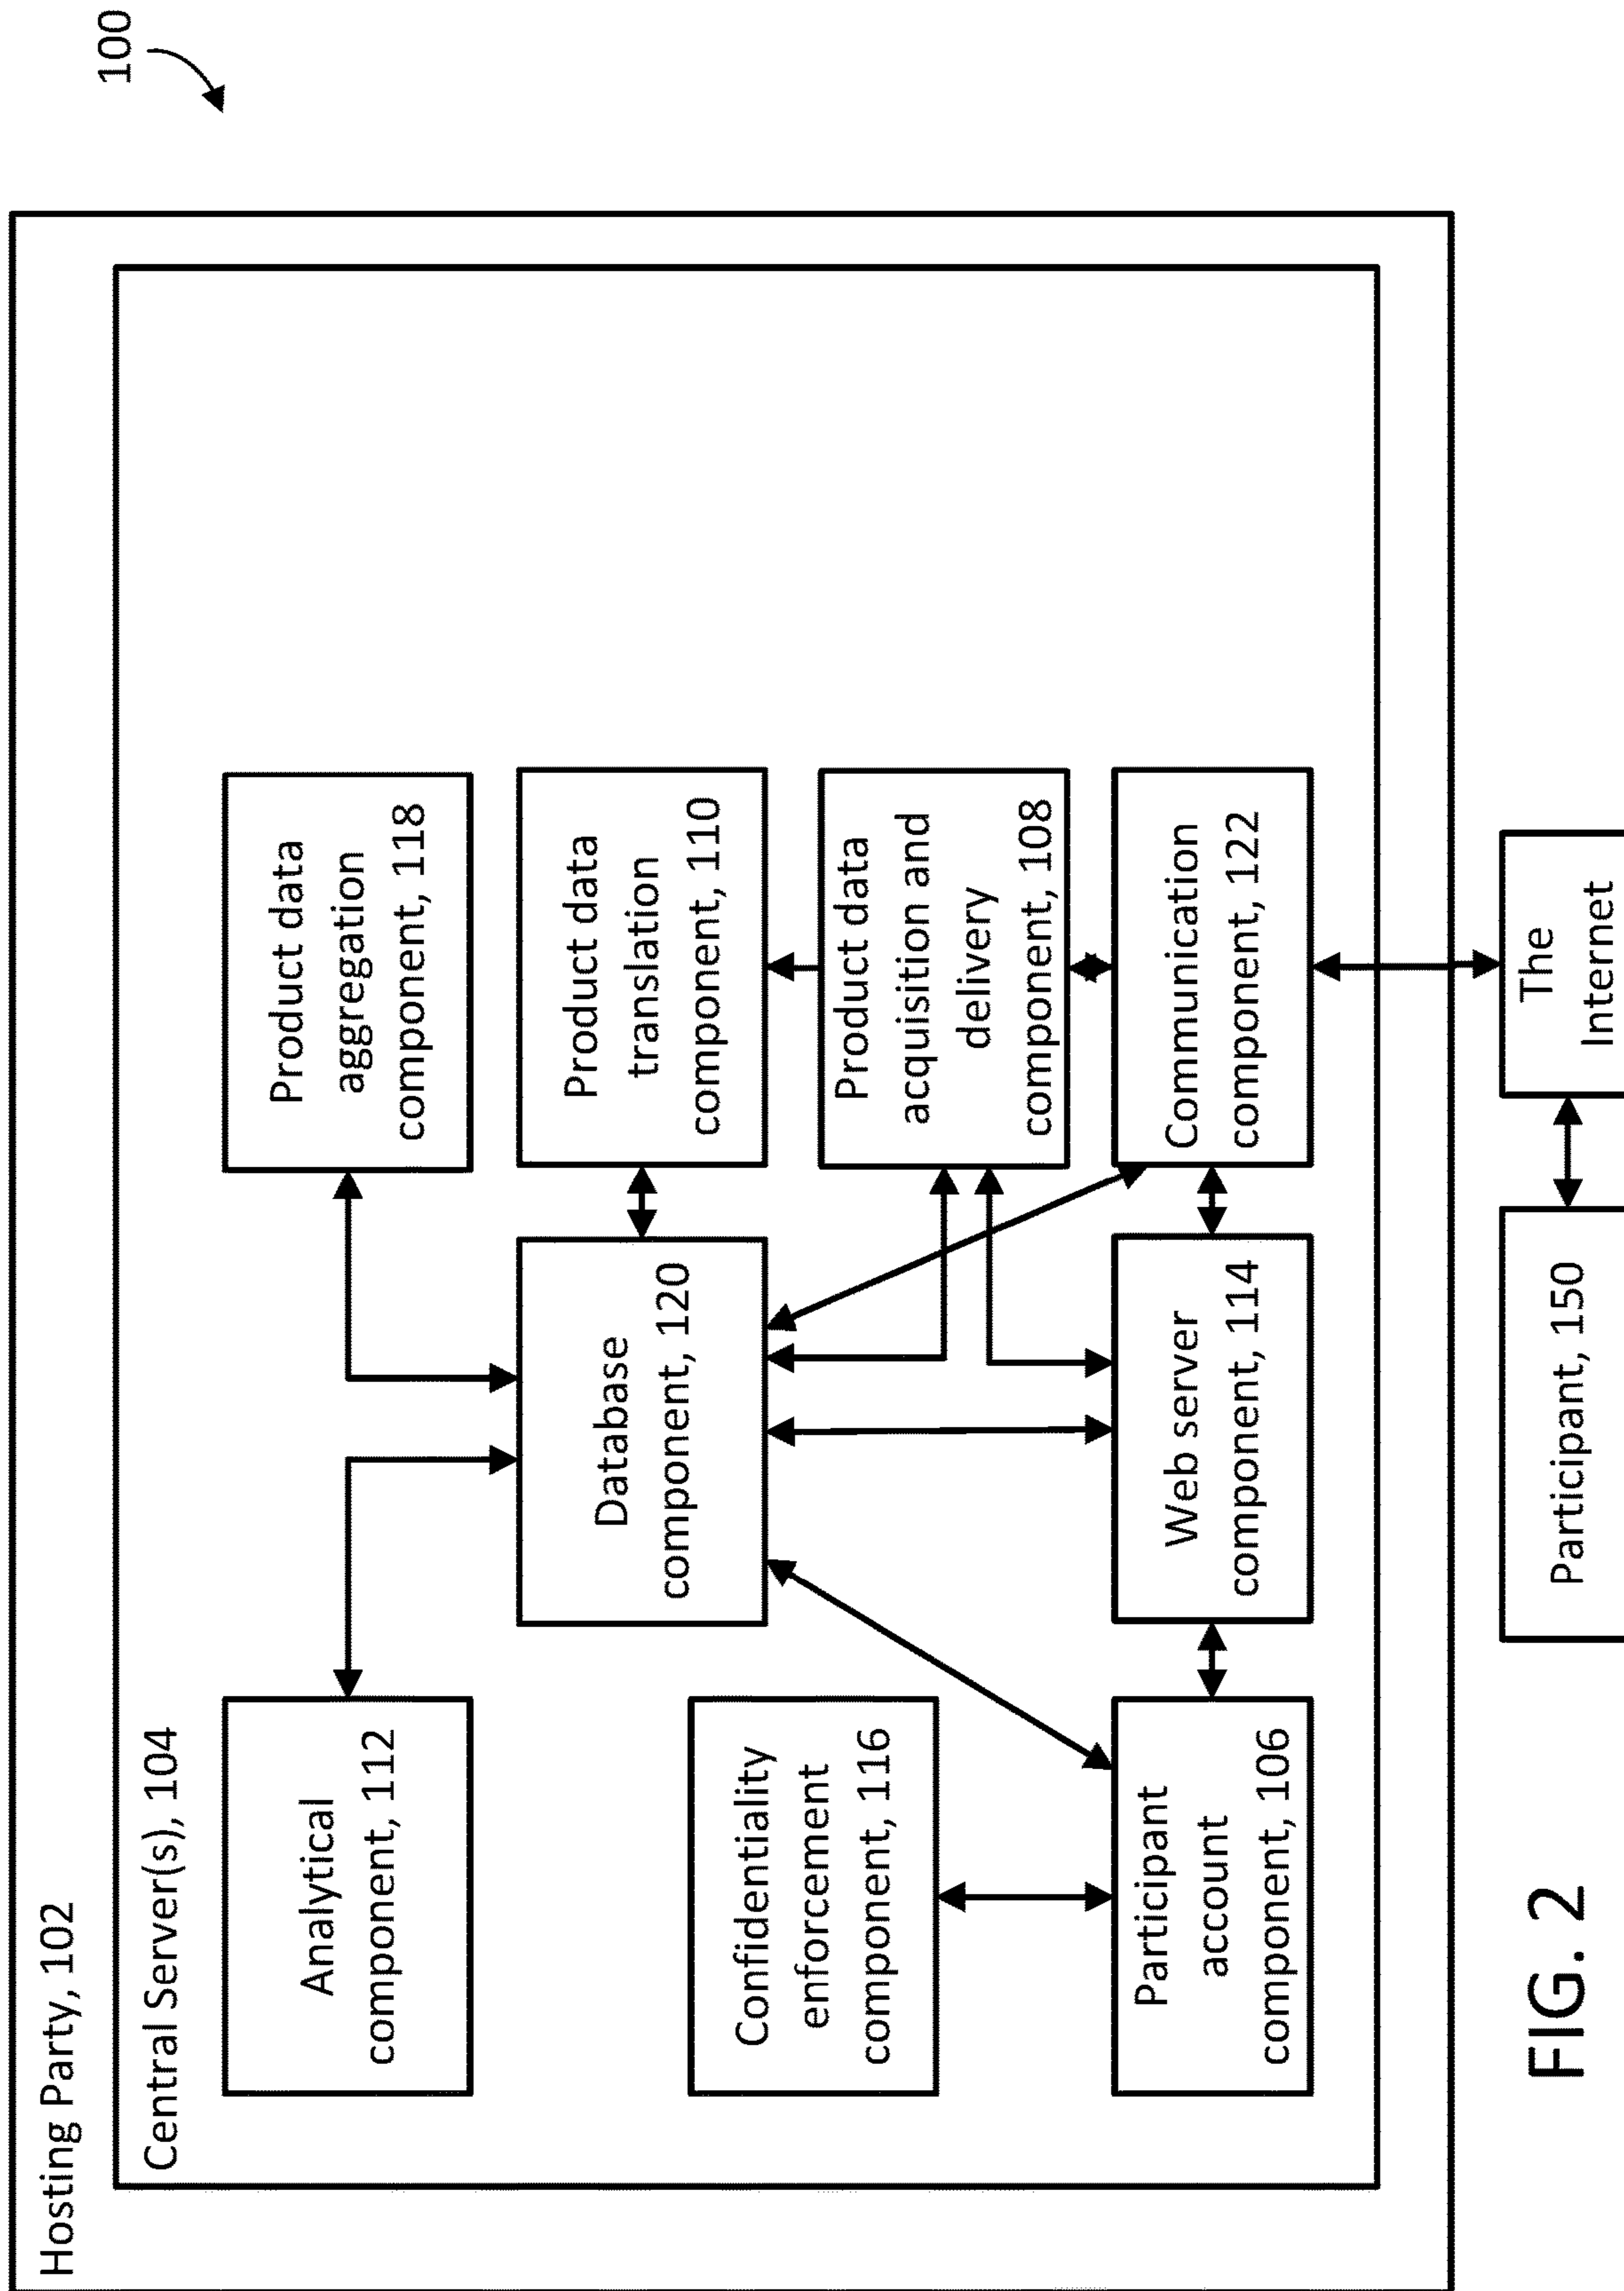 100
Hosting Party, 102
Central Server(s), 104
Analytical
component, 112
Product data
aggregation
component, 118
Database
component, 120
Product data
translation
component, 110
Confidentiality
enforcement
component, 116
Product data
acquisition and
delivery
component, 108
Participant
account
component, 106
Web server
component, 114
Communication
component, 122
Participant, 150
The
Internet
FIG. 2